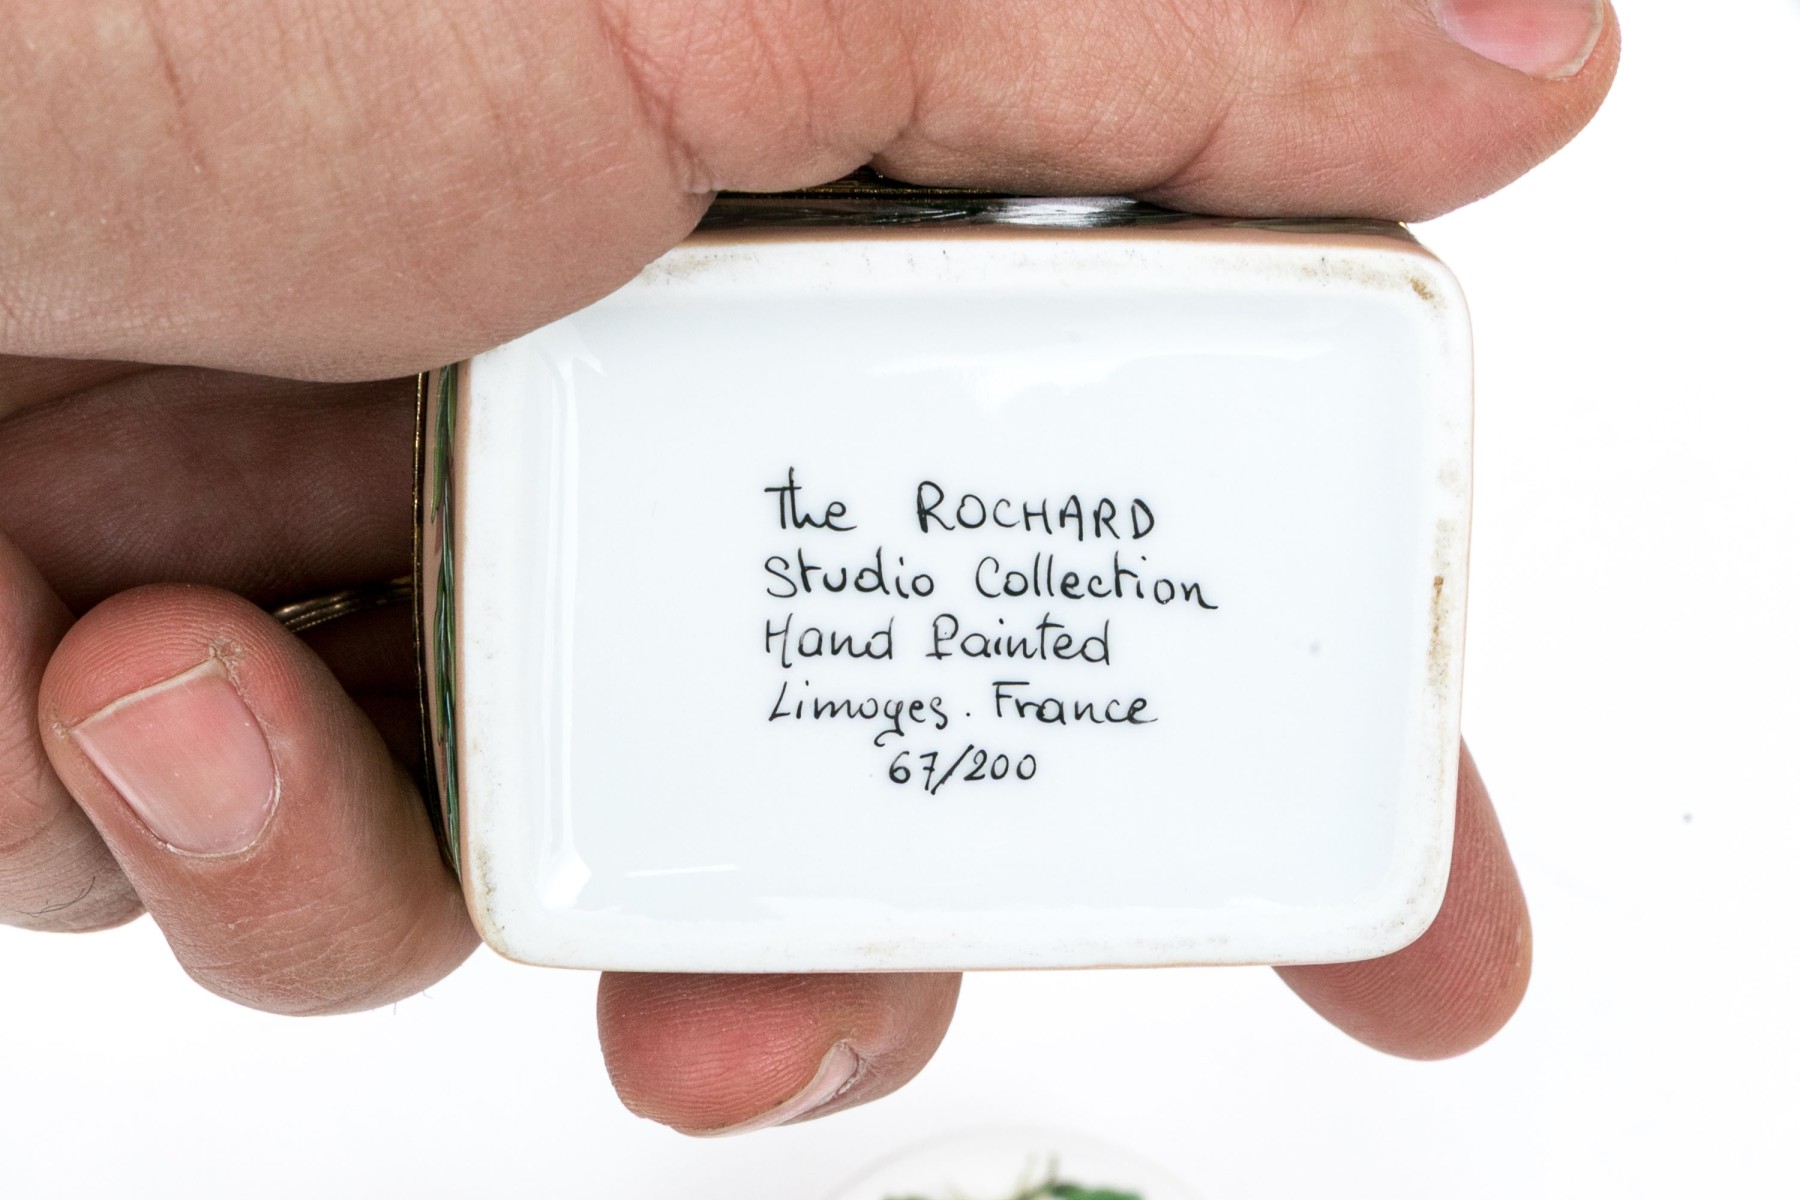 The ROCHARD
Studio Collection
Hand Painted
Limoges. France
67/200